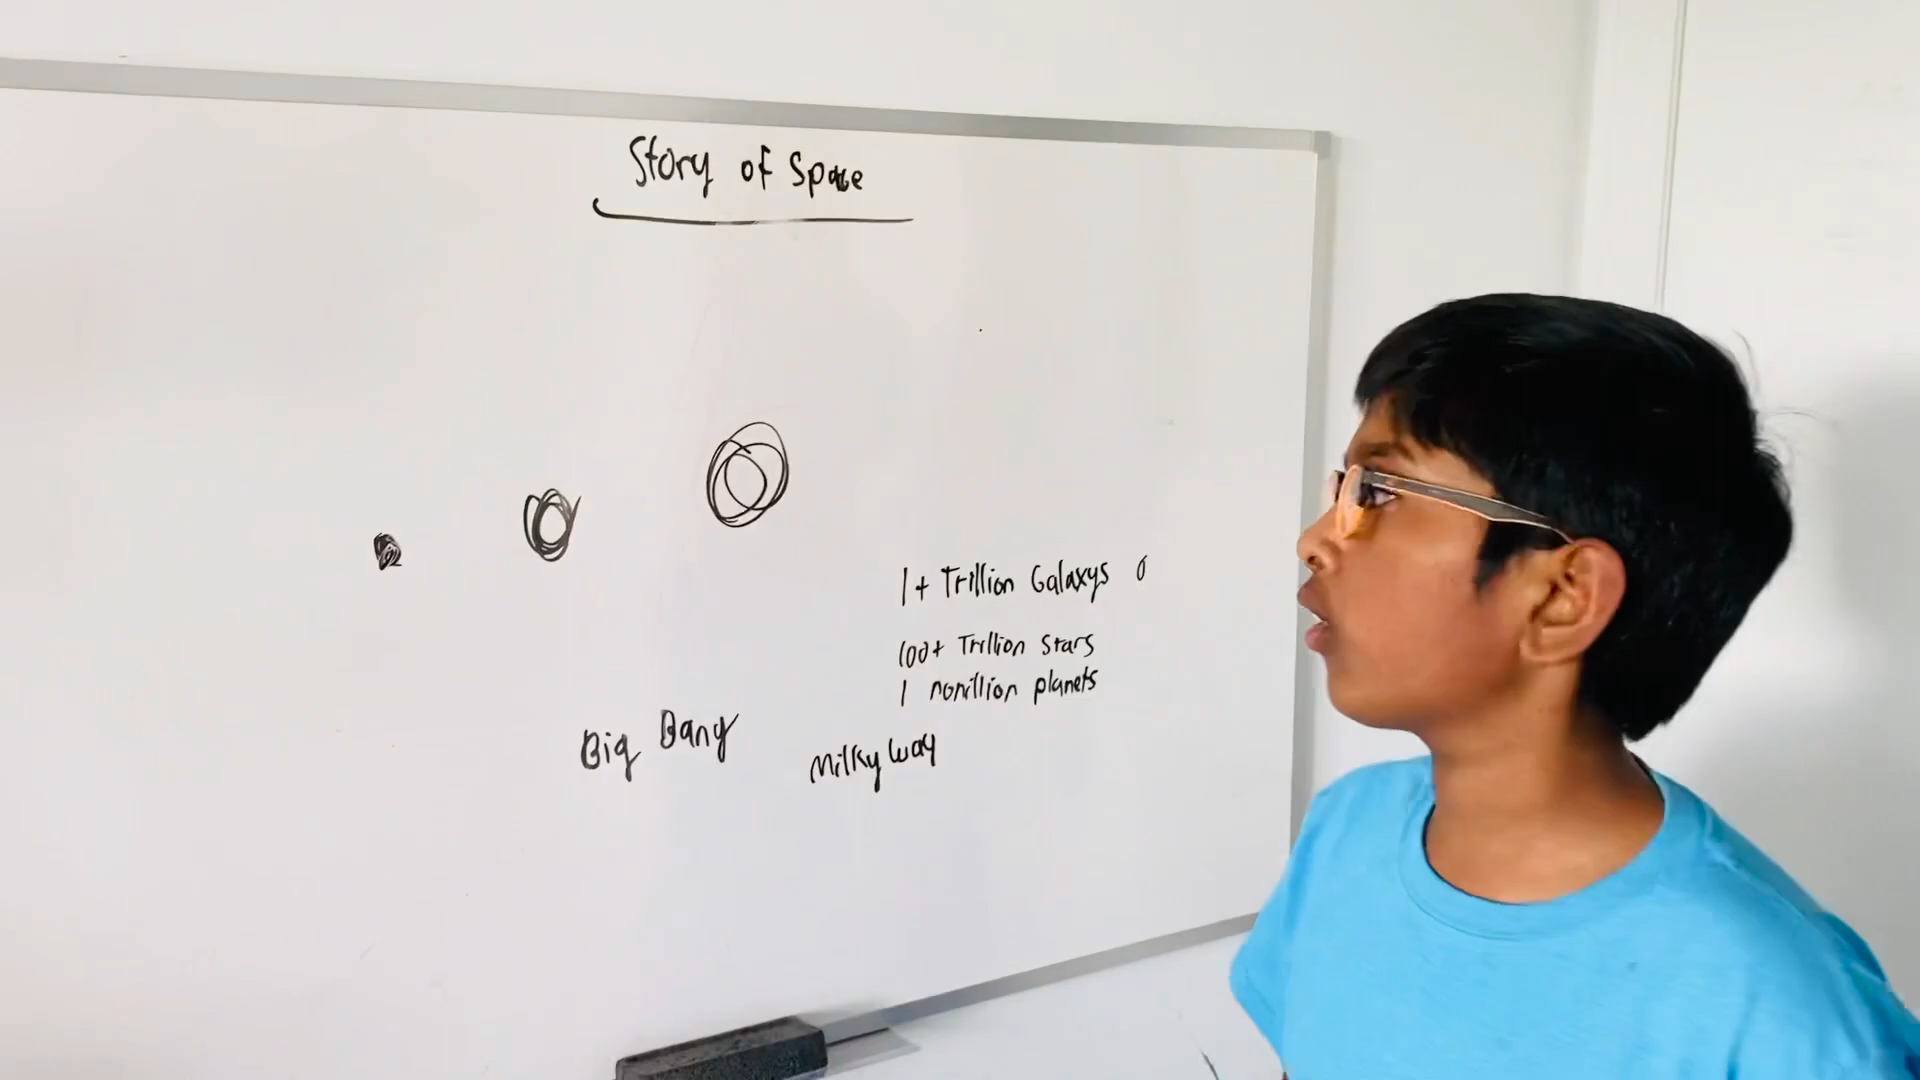 Story of Space
1+ Trillion Galaxys
100+ Trillion Stars
1 nonillion planets
Big Bang
Milky Way